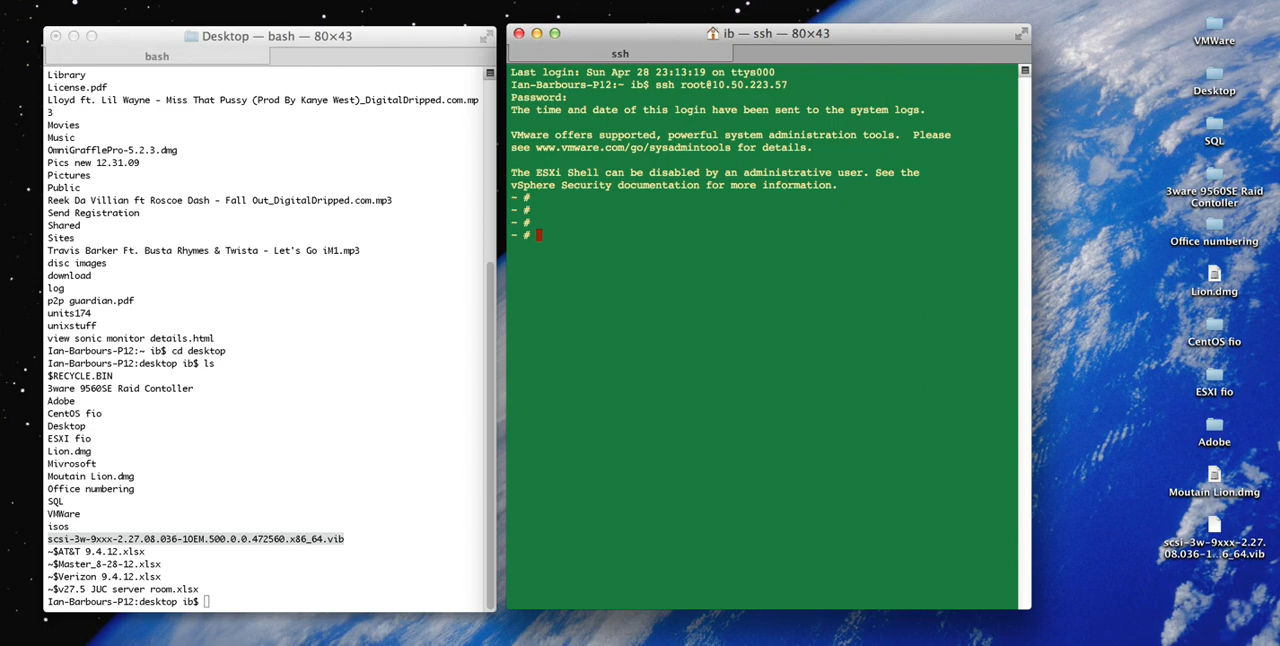 Desktop — bash — 80×43
bash
Library
License.pdf
Lloyd ft. Lil Wayne - Miss That Pussy (Prod By Kanye West)_DigitalDripped.com.mp
3
Movies
Music
OmniGrafflePro-5.2.3.dmg
Pics new 12.31.09
Pictures
Public
Reek Da Villian ft Roscoe Dash - Fall Out_DigitalDripped.com.mp3
Send Registration
Shared
Sites
Travis Barker Ft. Busta Rhymes & Twista - Let's Go iM1.mp3
disc images
download
log
p2p guardian.pdf
units174
unixstuff
view sonic monitor details.html
Ian-Barbours-P12:~ ib$ cd desktop
Ian-Barbours-P12:desktop ib$ ls
$RECYCLE.BIN
3ware 9560SE Raid Contoller
Adobe
CentOS fio
Desktop
ESXI fio
Lion.dmg
Mivrosoft
Moutain Lion.dmg
Office numbering
SQL
VMWare
isos
scsi-3w-9xxx-2.27.08.036-1OEM.500.0.0.472560.x86_64.vib
~$AT&T 9.4.12.xlsx
~$Master_8-28-12.xlsx
~$Verizon 9.4.12.xlsx
~$v27.5 JUC server room.xlsx
Ian-Barbours-P12:desktop ib$
ib — ssh — 80×43
ssh
Last login: Sun Apr 28 23:13:19 on ttys000
Ian-Barbours-P12:~ ib$ ssh root@10.50.223.57
Password:
The time and date of this login have been sent to the system logs.
VMware offers supported, powerful system administration tools.  Please
see www.vmware.com/go/sysadmintools for details.
The ESXi Shell can be disabled by an administrative user. See the
vSphere Security documentation for more information.
~ #
~ #
~ #
~ #
VMWare
Desktop
SQL
3ware 9560SE Raid
Contoller
Office numbering
Lion.dmg
CentOS fio
ESXI fio
Adobe
Moutain Lion.dmg
scsi-3w-9xxx-2.27.
08.036-1...6_64.vib